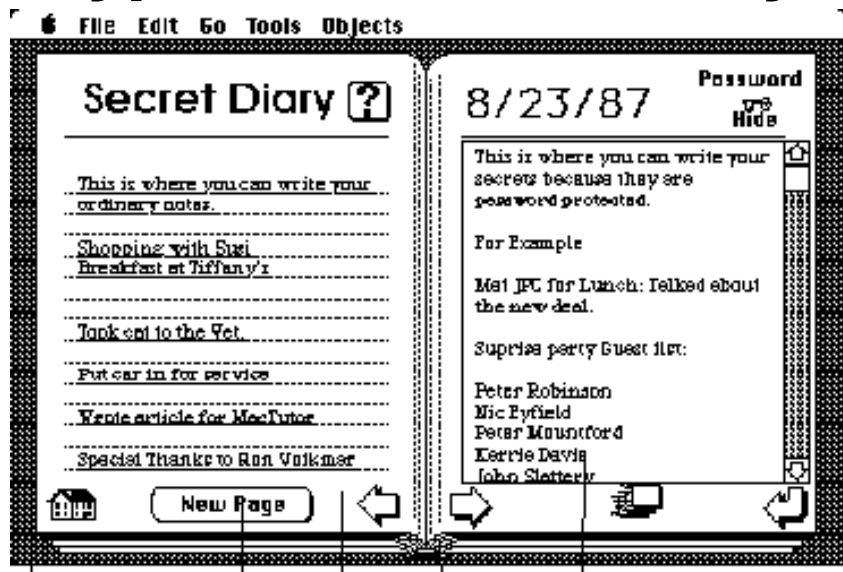 File Edit Go Tools Objects
Secret Diary ?
This is where you can write your
ordinary notes.
Shopping with Susi
Breakfast at Tiffany's
Took cat to the Vet.
Put car in for service
Wrote article for MacTutor
Special Thanks to Ron Volkmer
New Page
8/23/87
Password
Hide
This is where you can write your
secrets because they are
password protected.
For Example
Met JPC for Lunch: Talked about
the new deal.
Suprise party Guest list:
Peter Robinson
Nic Fyfield
Peter Mountford
Kerrie Davis
John Slattery